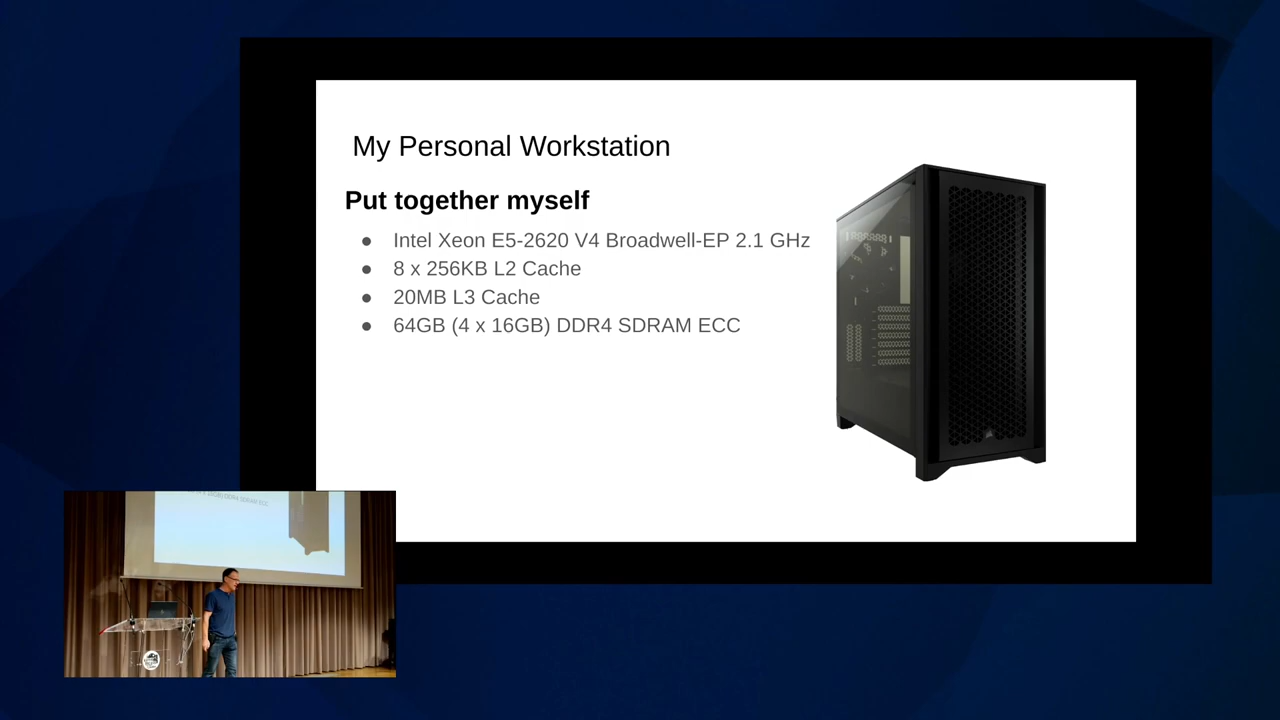 My Personal Workstation
Put together myself
● Intel Xeon E5-2620 V4 Broadwell-EP 2.1 GHz
● 8 x 256KB L2 Cache
● 20MB L3 Cache
● 64GB (4 x 16GB) DDR4 SDRAM ECC